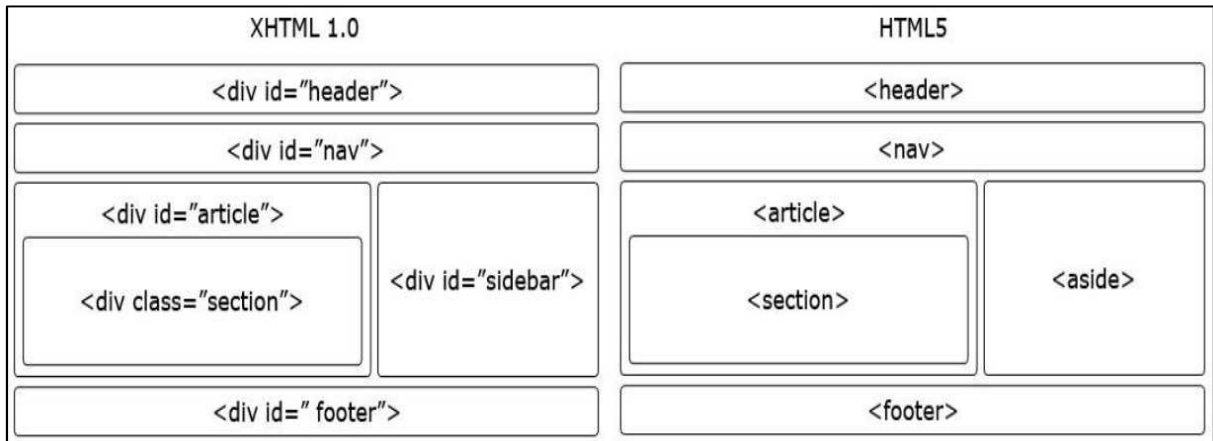 XHTML 1.0
<div id="header">
<div id="nav">
<div id="article">
<div class="section">
<div id="sidebar">
<div id=" footer">
HTML5
<header>
<nav>
<article>
<section>
<aside>
<footer>